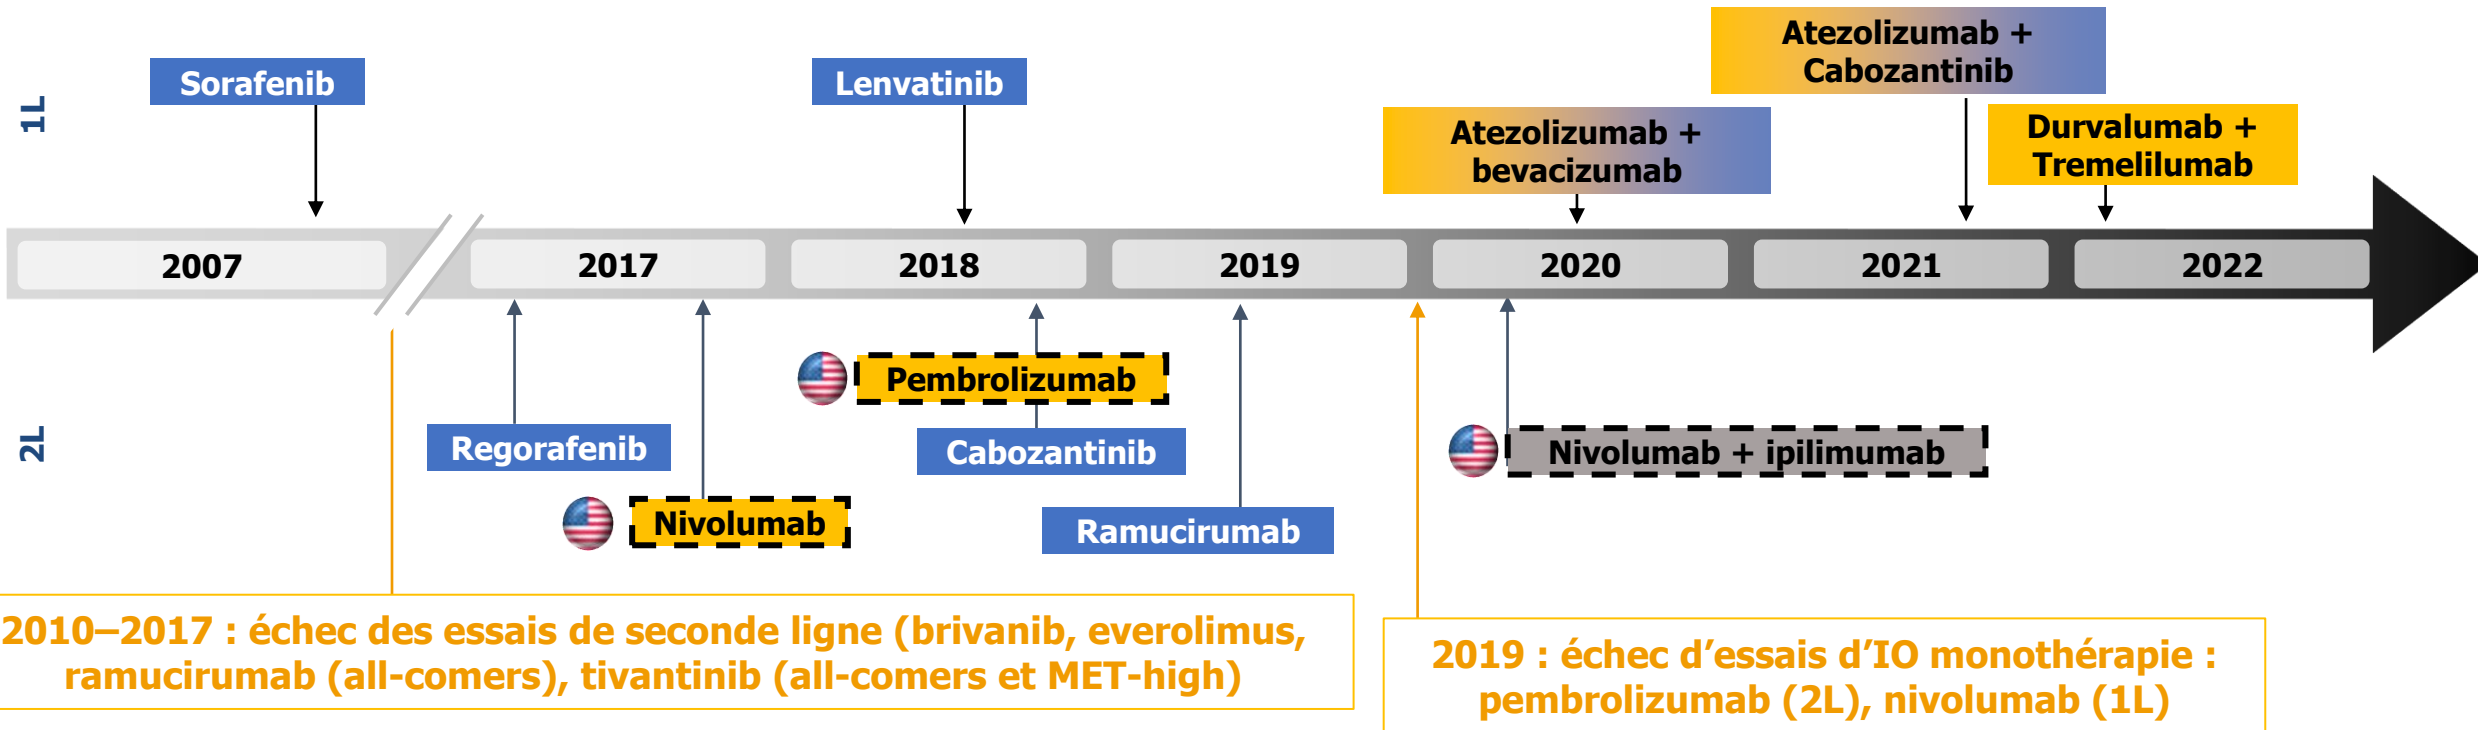 1L
Sorafenib
Lenvatinib
Atezolizumab +
bevacizumab
Atezolizumab +
Cabozantinib
Durvalumab +
Tremelilumab
2007
2017
2018
2019
2020
2021
2022
2L
Regorafenib
Nivolumab
Pembrolizumab
Cabozantinib
Ramucirumab
Nivolumab + ipilimumab
2010–2017 : échec des essais de seconde ligne (brivanib, everolimus,
ramucirumab (all-comers), tivantinib (all-comers et MET-high)
2019 : échec d’essais d’IO monothérapie :
pembrolizumab (2L), nivolumab (1L)